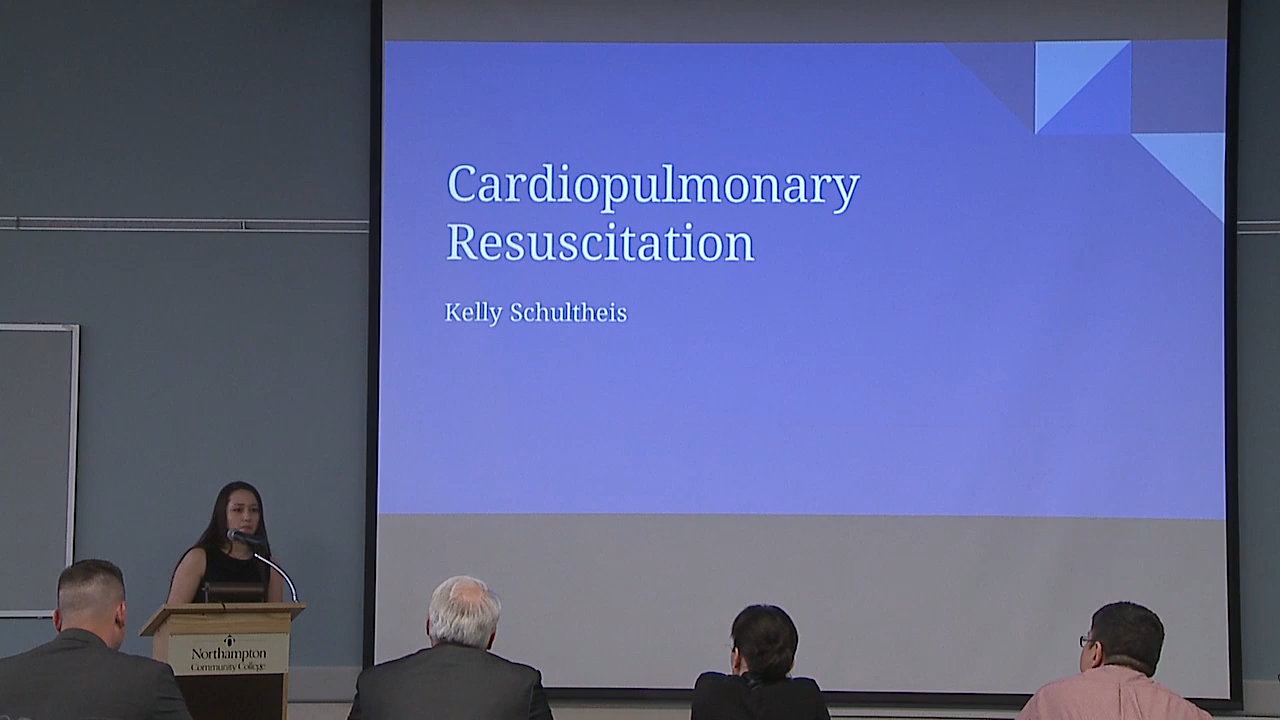 Cardiopulmonary
Resuscitation
Kelly Schultheis
Northampton
Community College